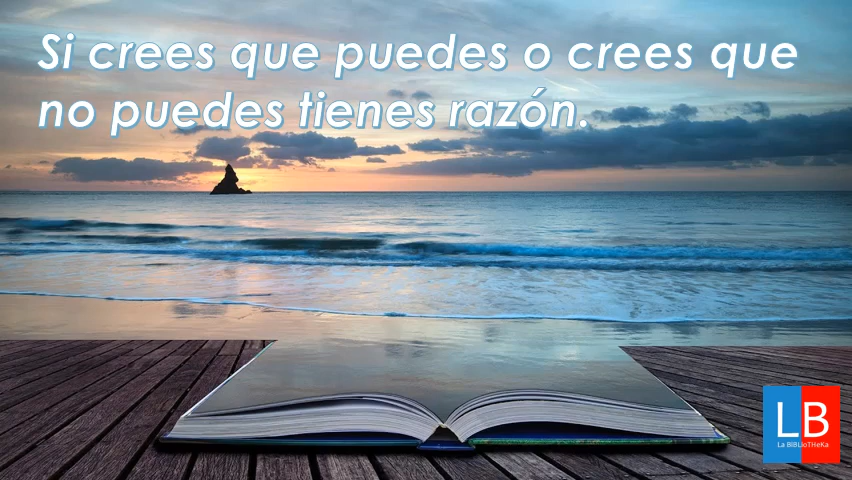 Si crees que puedes o crees que
no puedes tienes razón.
LB
La BIBLioTHeKa